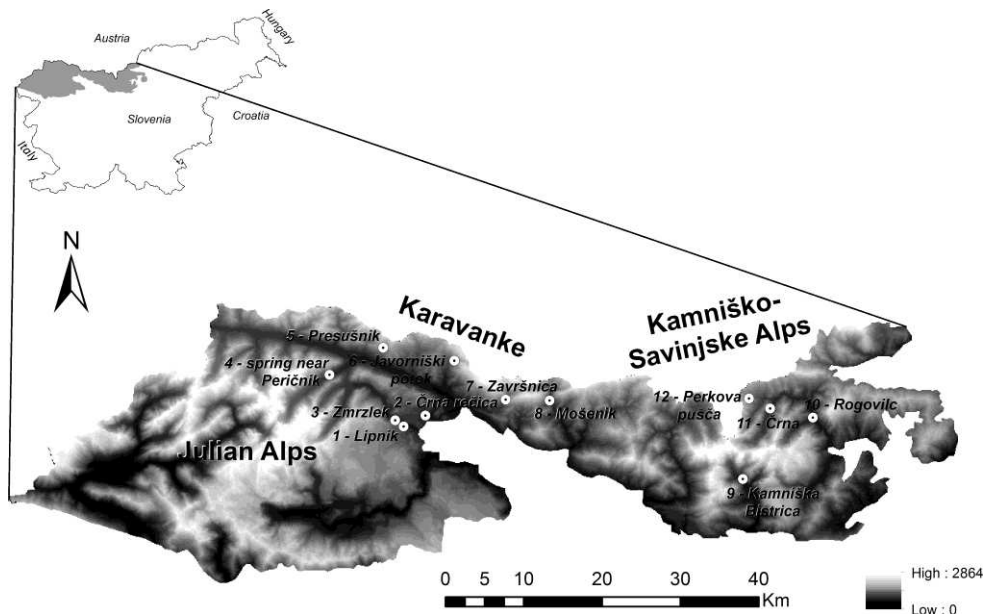 Hungary
Austria
Slovenia
Croatia
Italy
N
Karavanke
Kamniško-
Savinjske Alps
5 - Presušnik
4 - spring near
Peričnik
6 - Javorniški
potok
7 - Završnica
2 - Črna rečica
3 - Zmrzlek
8 - Mošenik
12 - Perkova
pušča
10 - Rogovilc
11 - Črna
1 - Lipnik
Julian Alps
9 - Kamniška
Bistrica
0 5 10 20 30 40
Km
High : 2864
Low : 0